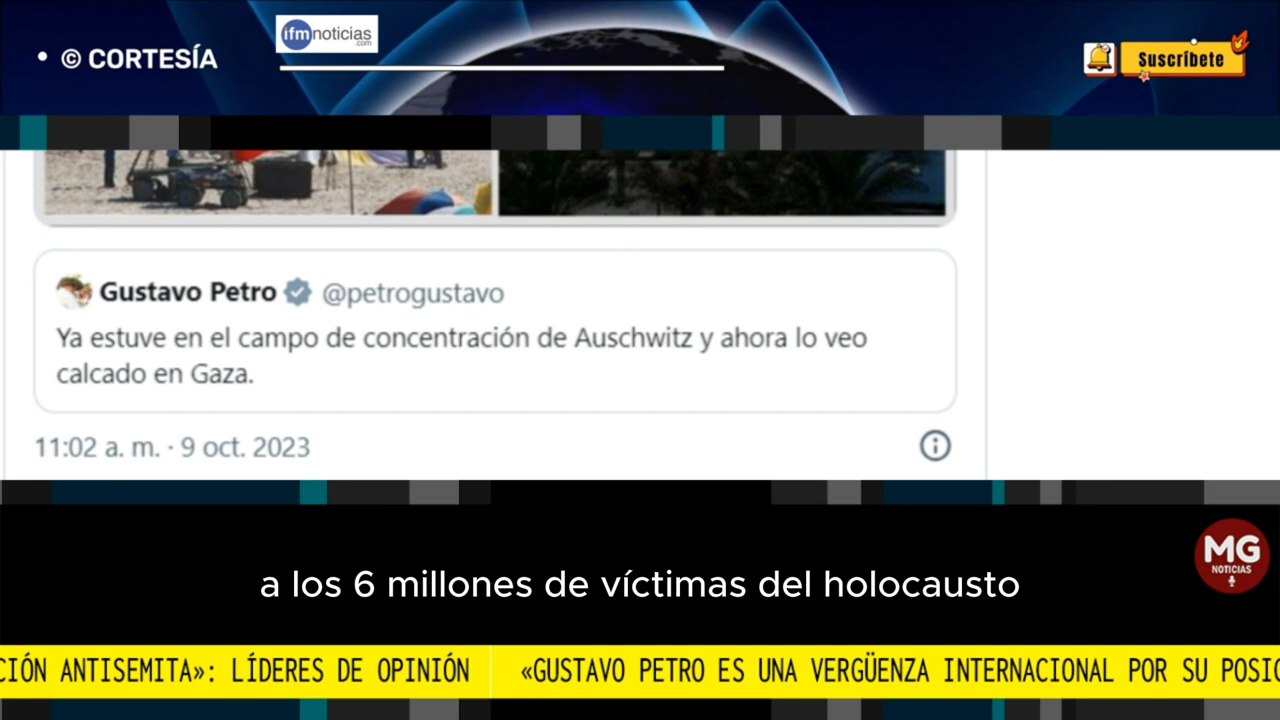 • © CORTESÍA
ifmnoticias
.com
Suscríbete
Gustavo Petro @petrogustavo
Ya estuve en el campo de concentración de Auschwitz y ahora lo veo
calcado en Gaza.
11:02 a. m. · 9 oct. 2023
MG
NOTICIAS
a los 6 millones de víctimas del holocausto
CIÓN ANTISEMITA»: LÍDERES DE OPINIÓN «GUSTAVO PETRO ES UNA VERGÜENZA INTERNACIONAL POR SU POSIC